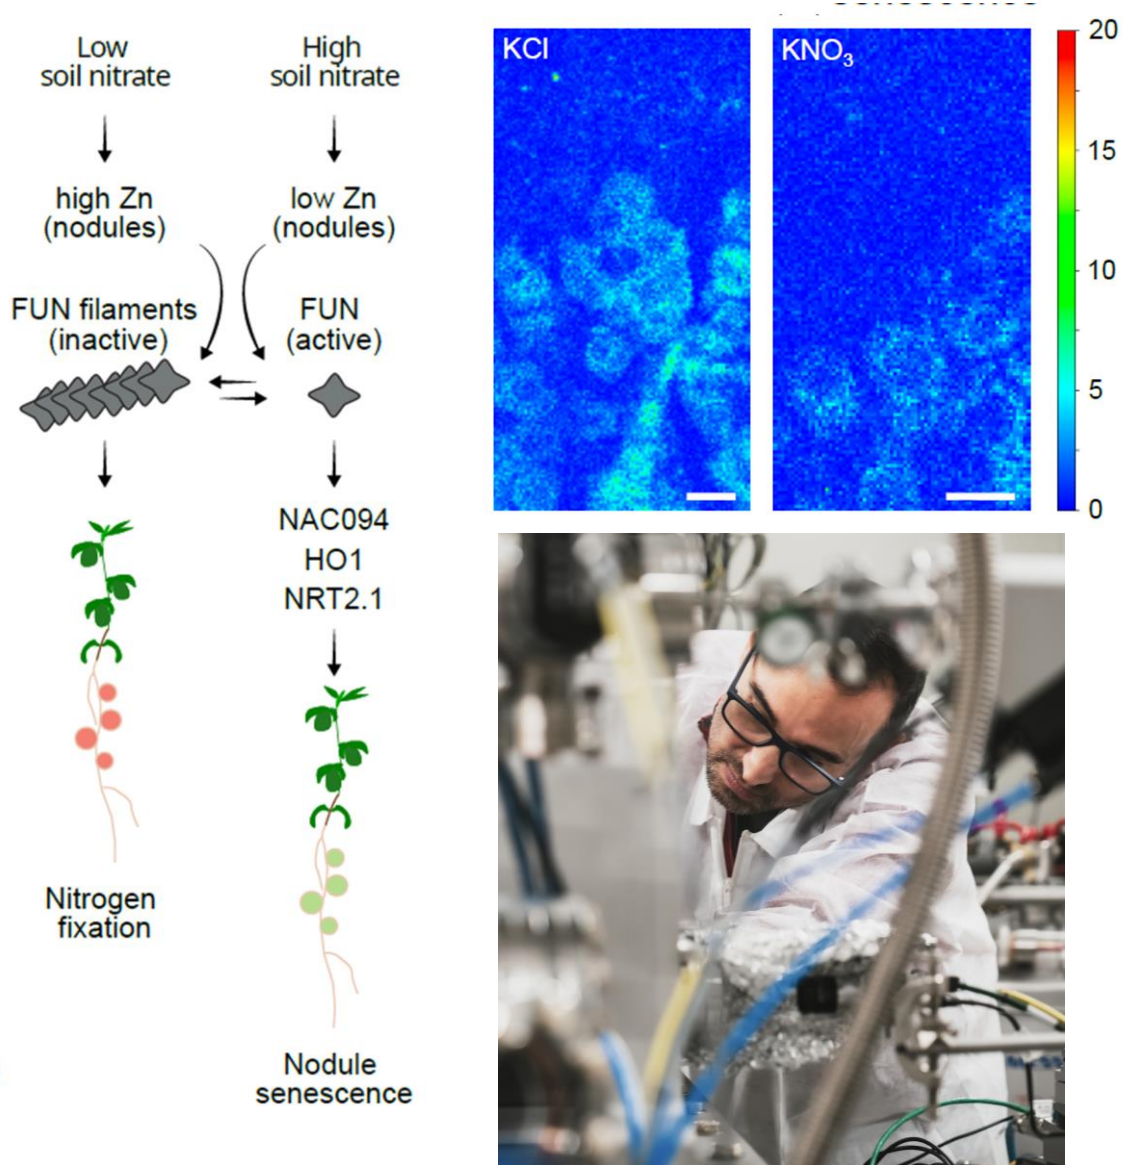 Low
soil nitrate
High
soil nitrate
high Zn
(nodules)
low Zn
(nodules)
FUN filaments
(inactive)
FUN
(active)
NAC094
HO1
NRT2.1
Nitrogen
fixation
Nodule
senescence
KCl
KNO₃
20
15
10
5
0